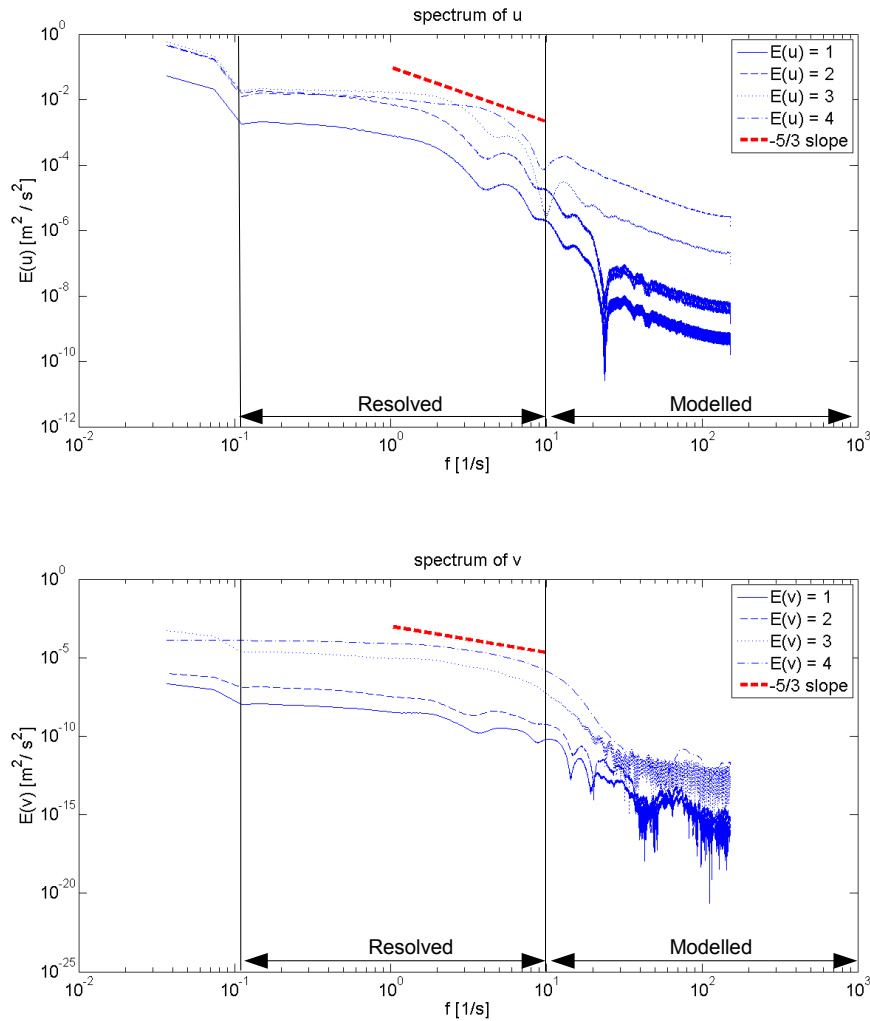 spectrum of u
10^0
10^-2
10^-4
10^-6
10^-8
10^-10
10^-12
E(u) [m^2 / s^2]
E(u) = 1
E(u) = 2
E(u) = 3
E(u) = 4
-5/3 slope
Resolved
Modelled
10^-2
10^-1
10^0
10^1
10^2
10^3
f [1/s]
spectrum of v
10^0
10^-5
10^-10
10^-15
10^-20
10^-25
E(v) [m^2/ s^2]
E(v) = 1
E(v) = 2
E(v) = 3
E(v) = 4
-5/3 slope
Resolved
Modelled
10^-2
10^-1
10^0
10^1
10^2
10^3
f [1/s]